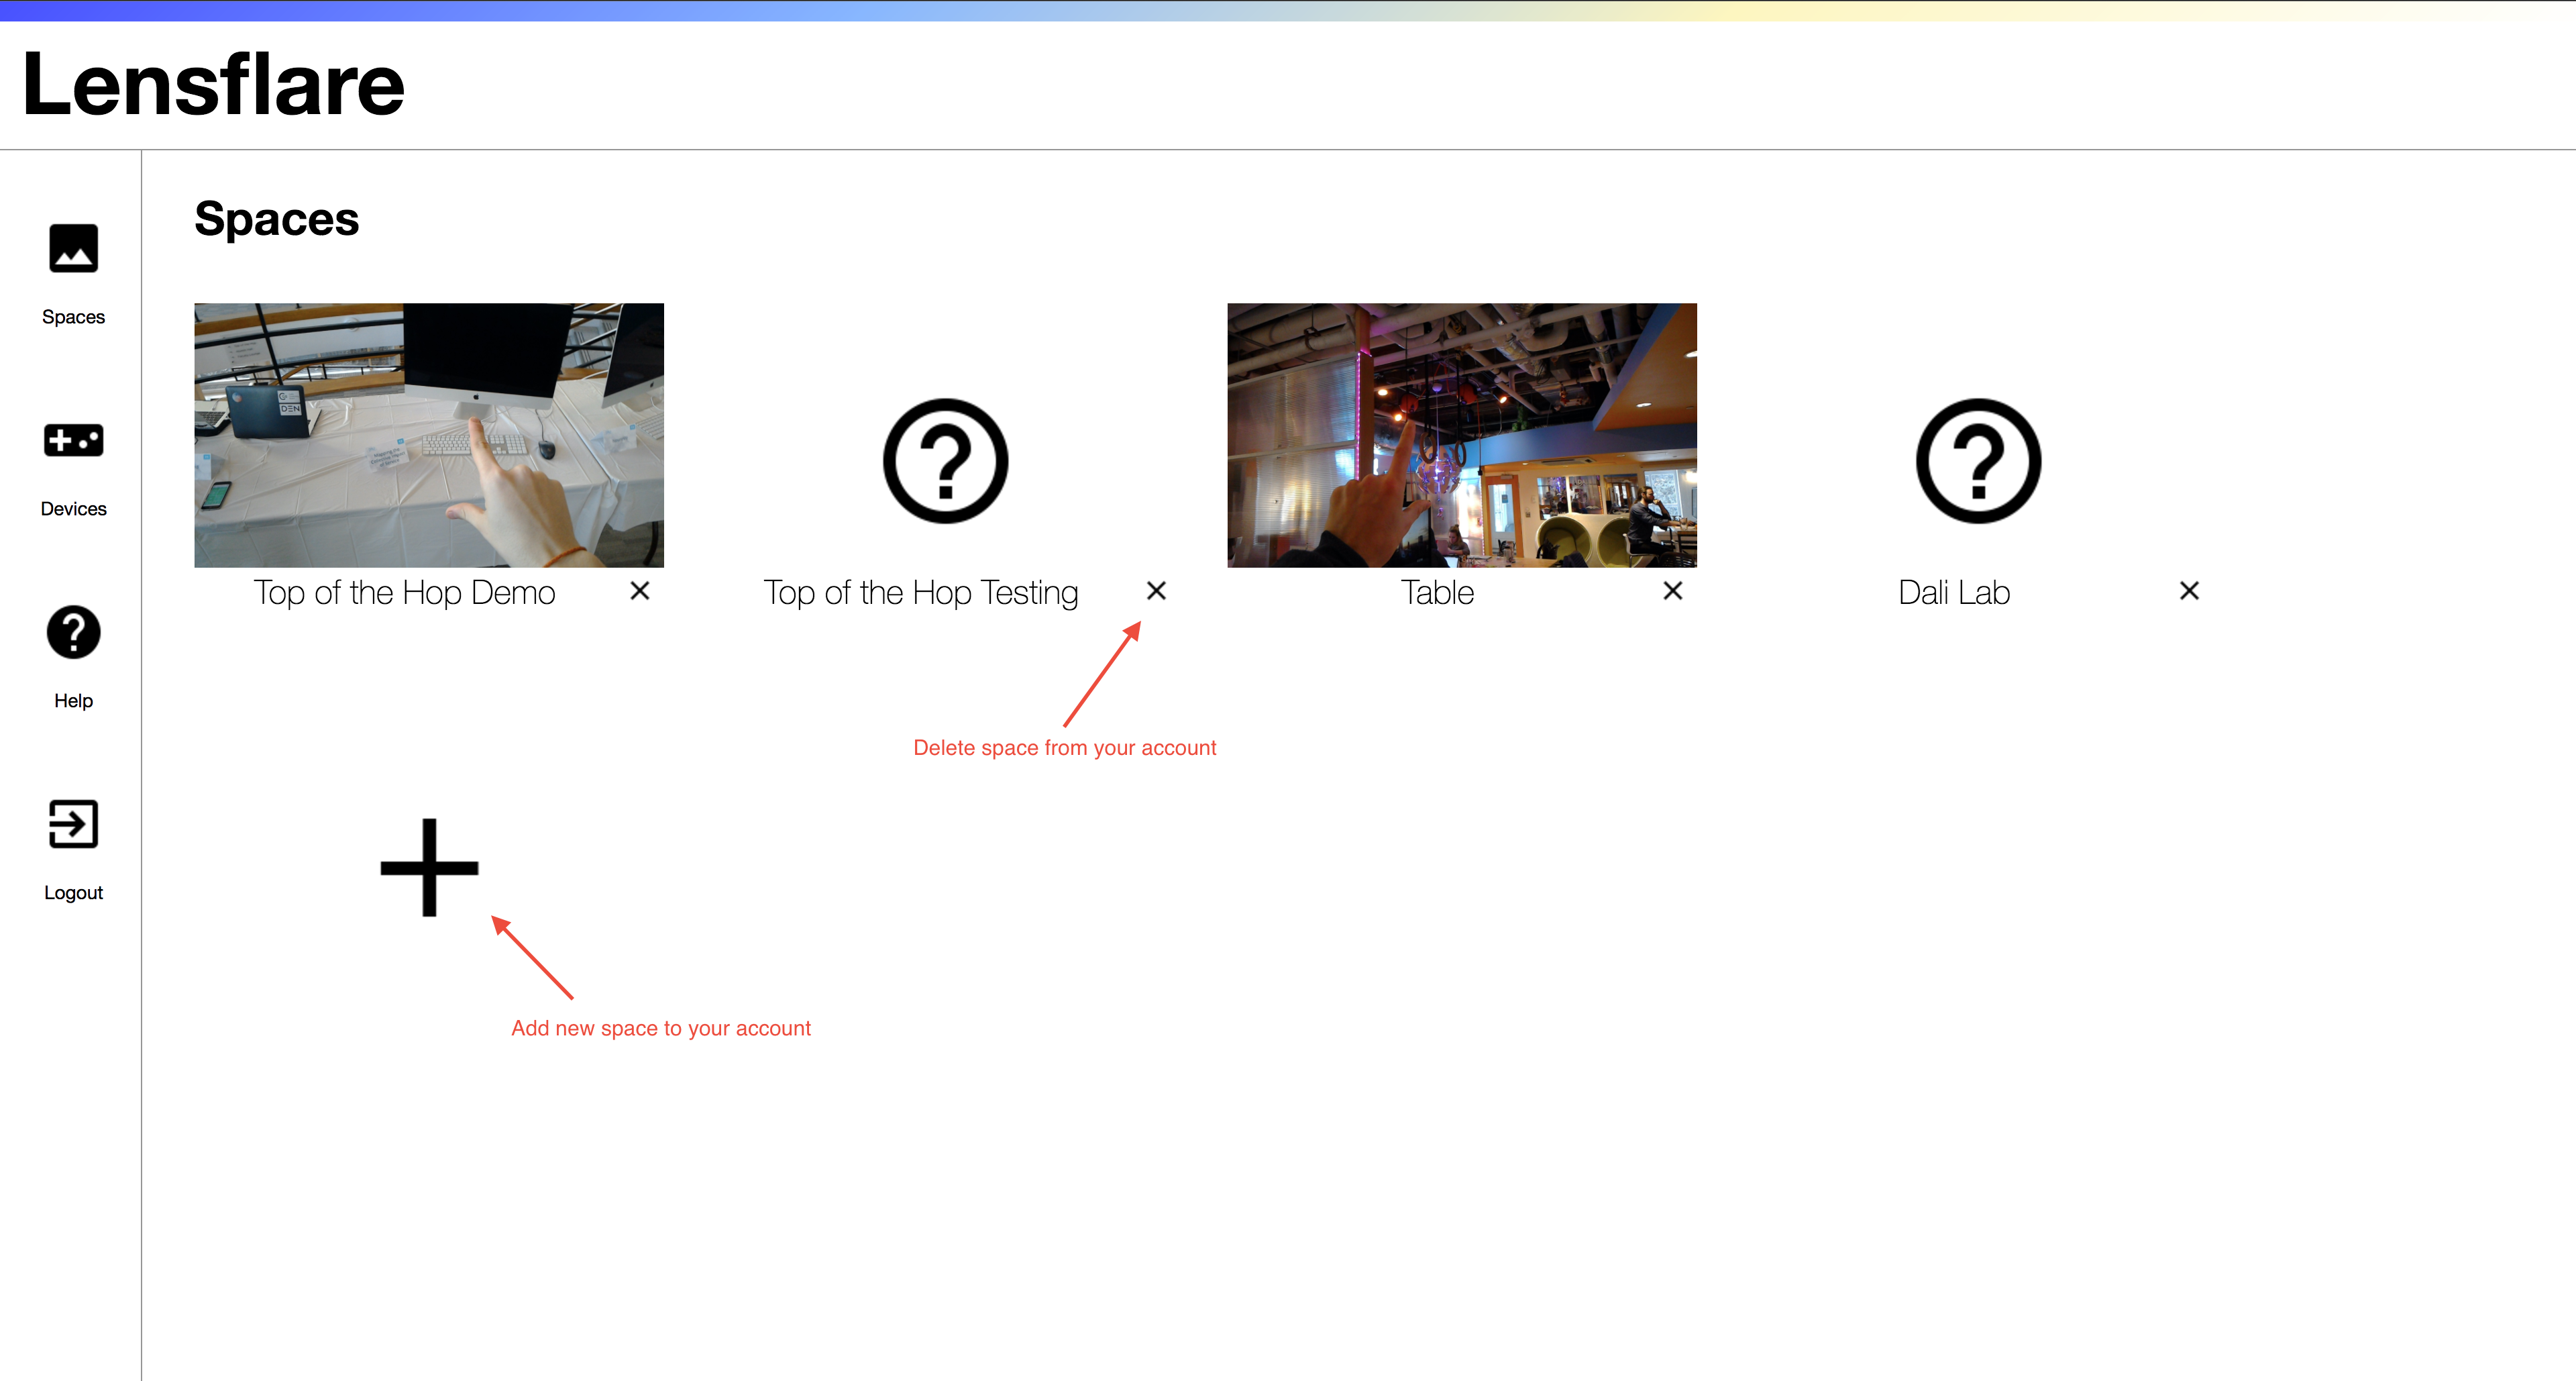 Lensflare
Spaces
Spaces
Devices
Help
Logout
DEN
Top of the Hop Demo
Top of the Hop Testing
Table
Dali Lab
Delete space from your account
Add new space to your account